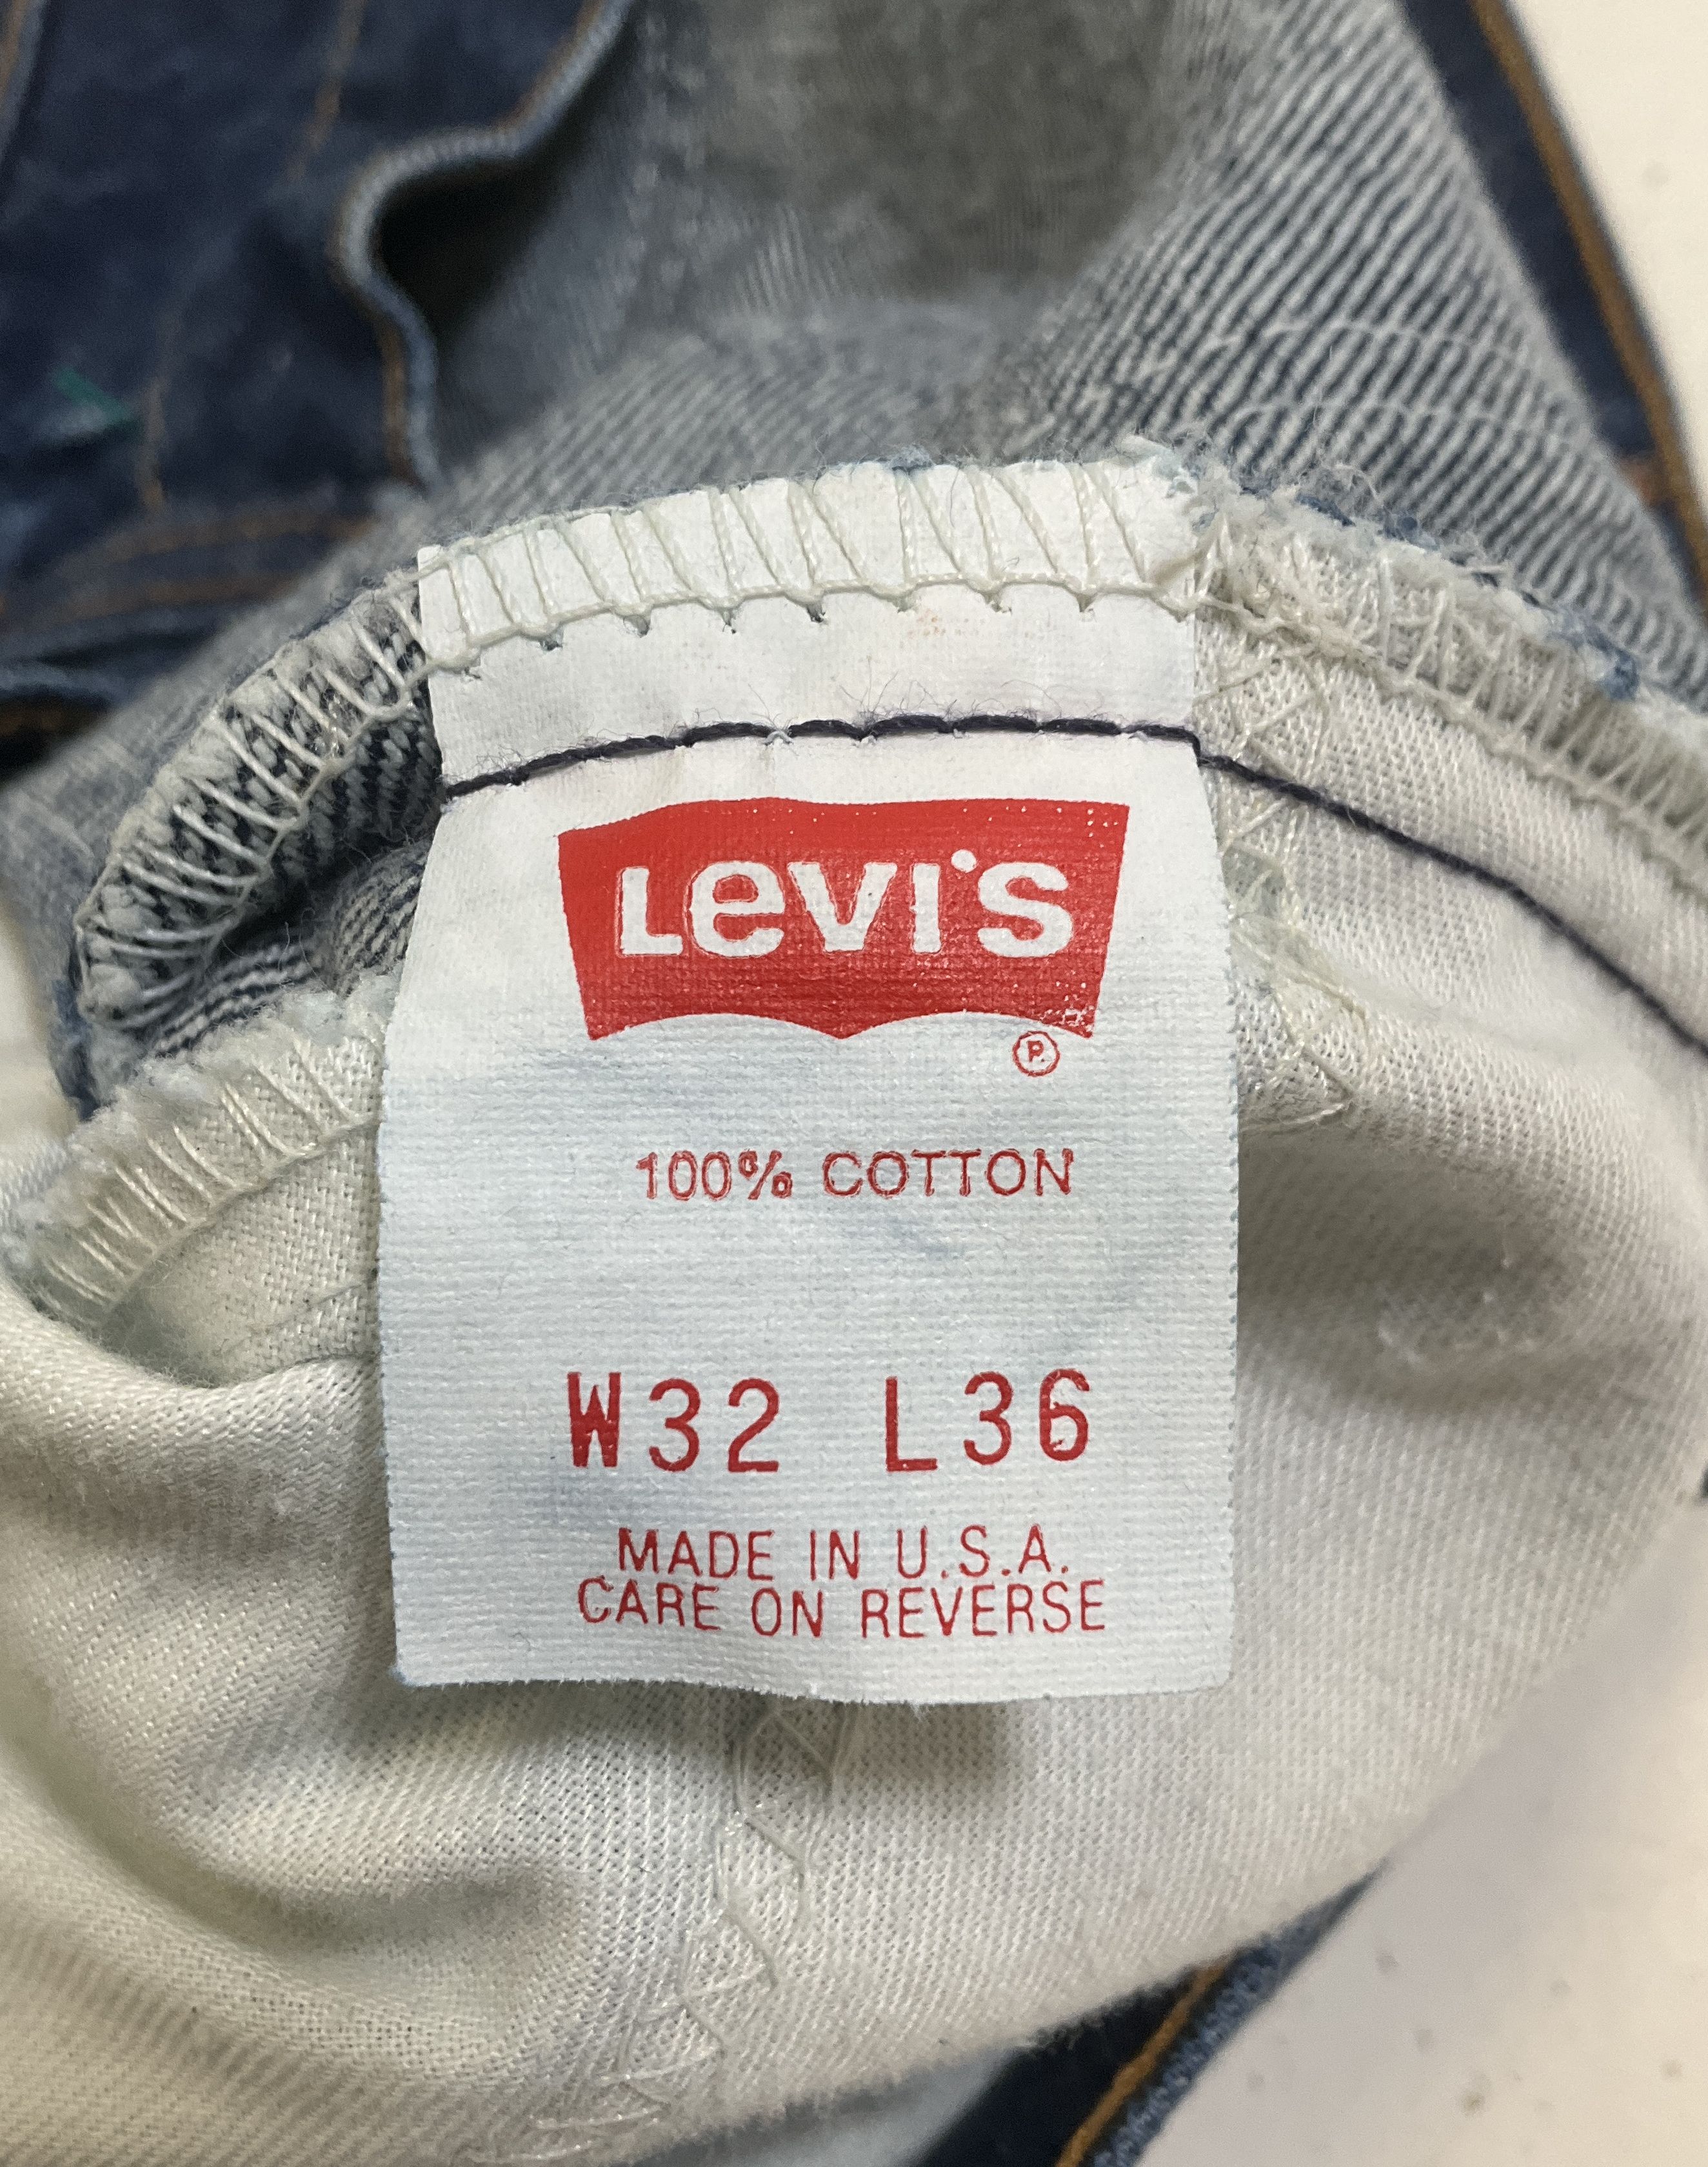 LEVI'S
®
100% COTTON
W32 L36
MADE IN U.S.A.
CARE ON REVERSE